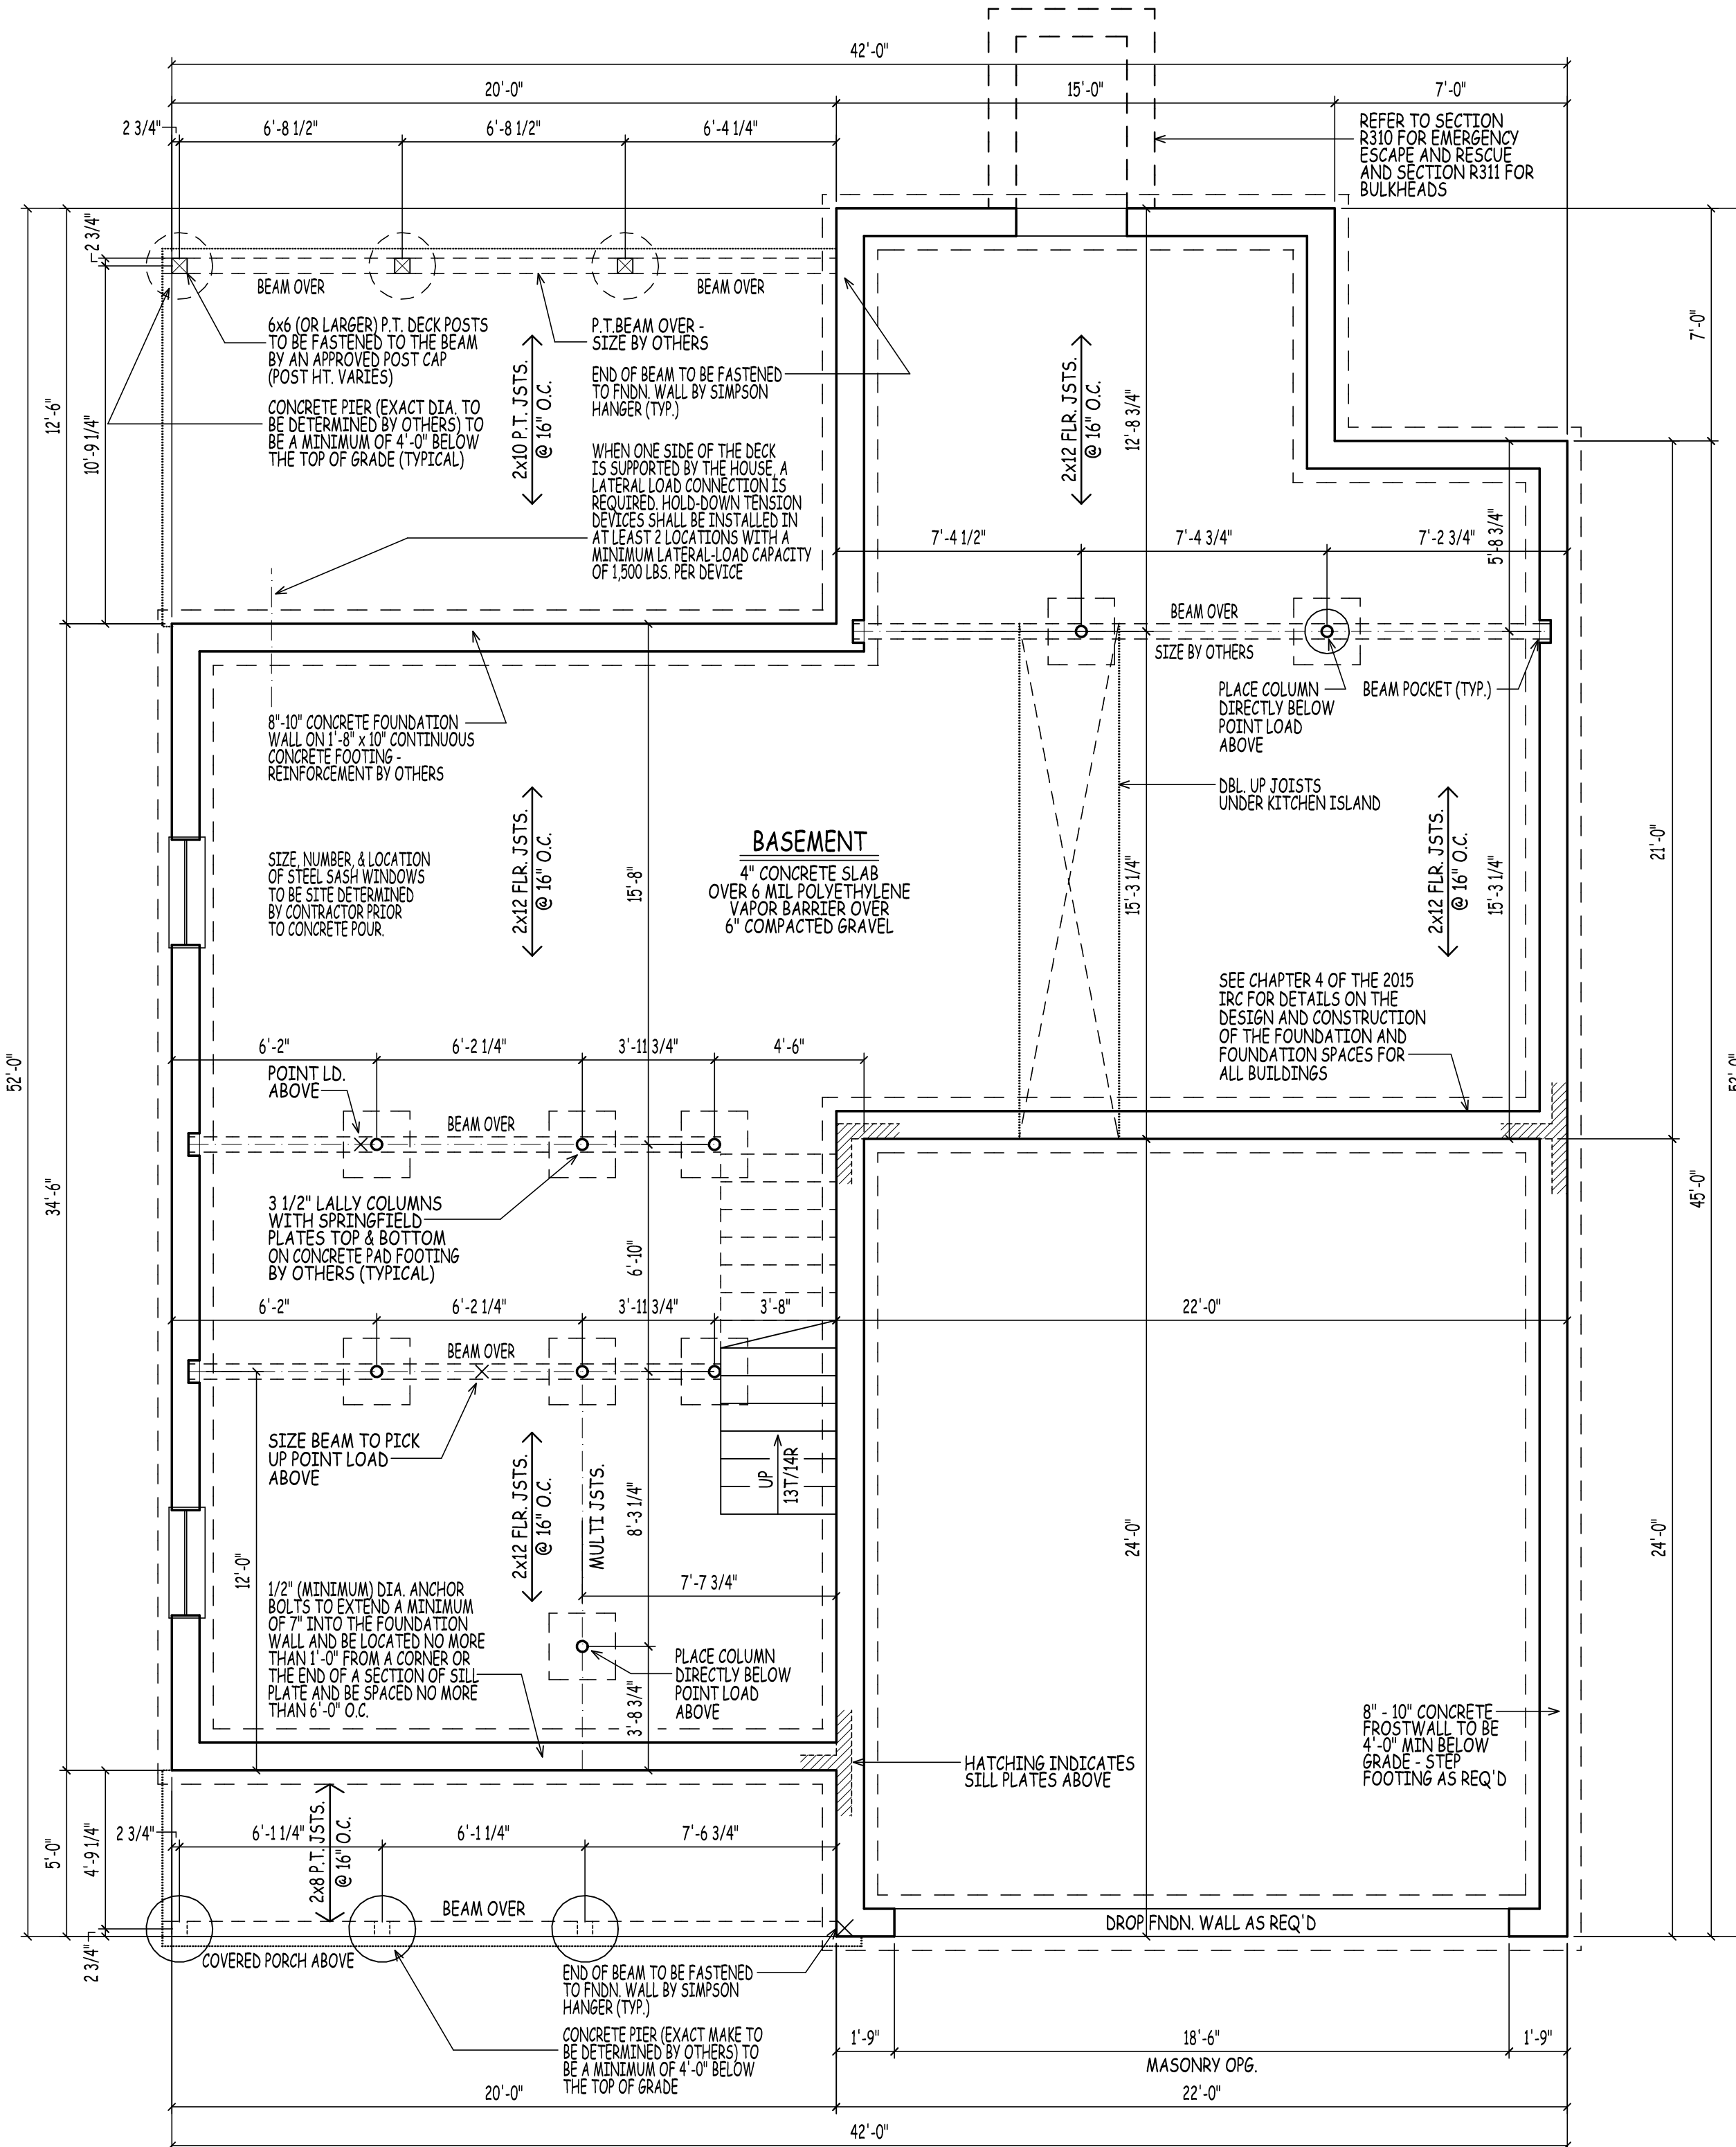 42'-0"
20'-0"
15'-0"
7'-0"
2 3/4"
6'-8 1/2"
6'-8 1/2"
6'-4 1/4"
REFER TO SECTION
R310 FOR EMERGENCY
ESCAPE AND RESCUE
AND SECTION R311 FOR
BULKHEADS
2 3/4"
BEAM OVER
BEAM OVER
6x6 (OR LARGER) P.T. DECK POSTS
TO BE FASTENED TO THE BEAM
BY AN APPROVED POST CAP
(POST HT. VARIES)
CONCRETE PIER (EXACT DIA. TO
BE DETERMINED BY OTHERS) TO
BE A MINIMUM OF 4'-0" BELOW
THE TOP OF GRADE (TYPICAL)
12'-6"
10'-9 1/4"
2x10 P.T. JSTS.
@ 16" O.C.
P.T.BEAM OVER -
SIZE BY OTHERS
END OF BEAM TO BE FASTENED
TO FNDN. WALL BY SIMPSON
HANGER (TYP.)
WHEN ONE SIDE OF THE DECK
IS SUPPORTED BY THE HOUSE, A
LATERAL LOAD CONNECTION IS
REQUIRED. HOLD-DOWN TENSION
DEVICES SHALL BE INSTALLED IN
AT LEAST 2 LOCATIONS WITH A
MINIMUM LATERAL-LOAD CAPACITY
OF 1,500 LBS. PER DEVICE
2x12 FLR. JSTS.
@ 16" O.C.
12'-8 3/4"
7'-0"
7'-4 1/2"
7'-4 3/4"
7'-2 3/4"
5'-8 3/4"
BEAM OVER
SIZE BY OTHERS
PLACE COLUMN
DIRECTLY BELOW
POINT LOAD
ABOVE
BEAM POCKET (TYP.)
8"-10" CONCRETE FOUNDATION
WALL ON 1'-8" x 10" CONTINUOUS
CONCRETE FOOTING -
REINFORCEMENT BY OTHERS
DBL. UP JOISTS
UNDER KITCHEN ISLAND
SIZE, NUMBER, & LOCATION
OF STEEL SASH WINDOWS
TO BE SITE DETERMINED
BY CONTRACTOR PRIOR
TO CONCRETE POUR.
2x12 FLR. JSTS.
@ 16" O.C.
15'-8"
BASEMENT
4" CONCRETE SLAB
OVER 6 MIL POLYETHYLENE
VAPOR BARRIER OVER
6" COMPACTED GRAVEL
15'-3 1/4"
2x12 FLR. JSTS.
@ 16" O.C.
15'-3 1/4"
21'-0"
SEE CHAPTER 4 OF THE 2015
IRC FOR DETAILS ON THE
DESIGN AND CONSTRUCTION
OF THE FOUNDATION AND
FOUNDATION SPACES FOR
ALL BUILDINGS
52'-0"
52'-0"
6'-2"
6'-2 1/4"
3'-11 3/4"
4'-6"
POINT LD.
ABOVE
BEAM OVER
34'-6"
45'-0"
3 1/2" LALLY COLUMNS
WITH SPRINGFIELD
PLATES TOP & BOTTOM
ON CONCRETE PAD FOOTING
BY OTHERS (TYPICAL)
6'-10"
6'-2"
6'-2 1/4"
3'-11 3/4"
3'-8"
22'-0"
BEAM OVER
SIZE BEAM TO PICK
UP POINT LOAD
ABOVE
UP
13T/14R
2x12 FLR. JSTS.
@ 16" O.C.
MULTI JSTS.
8'-3 1/4"
12'-0"
24'-0"
24'-0"
7'-7 3/4"
1/2" (MINIMUM) DIA. ANCHOR
BOLTS TO EXTEND A MINIMUM
OF 7" INTO THE FOUNDATION
WALL AND BE LOCATED NO MORE
THAN 1'-0" FROM A CORNER OR
THE END OF A SECTION OF SILL
PLATE AND BE SPACED NO MORE
THAN 6'-0" O.C.
PLACE COLUMN
DIRECTLY BELOW
POINT LOAD
ABOVE
3'-8 3/4"
HATCHING INDICATES
SILL PLATES ABOVE
8" - 10" CONCRETE
FROSTWALL TO BE
4'-0" MIN BELOW
GRADE - STEP
FOOTING AS REQ'D
5'-0"
4'-9 1/4"
2 3/4"
6'-1 1/4"
6'-1 1/4"
7'-6 3/4"
2x8 P.T. JSTS.
@ 16" O.C.
BEAM OVER
DROP FNDN. WALL AS REQ'D
2 3/4"
COVERED PORCH ABOVE
END OF BEAM TO BE FASTENED
TO FNDN. WALL BY SIMPSON
HANGER (TYP.)
CONCRETE PIER (EXACT MAKE TO
BE DETERMINED BY OTHERS) TO
BE A MINIMUM OF 4'-0" BELOW
THE TOP OF GRADE
1'-9"
18'-6"
1'-9"
MASONRY OPG.
20'-0"
22'-0"
42'-0"